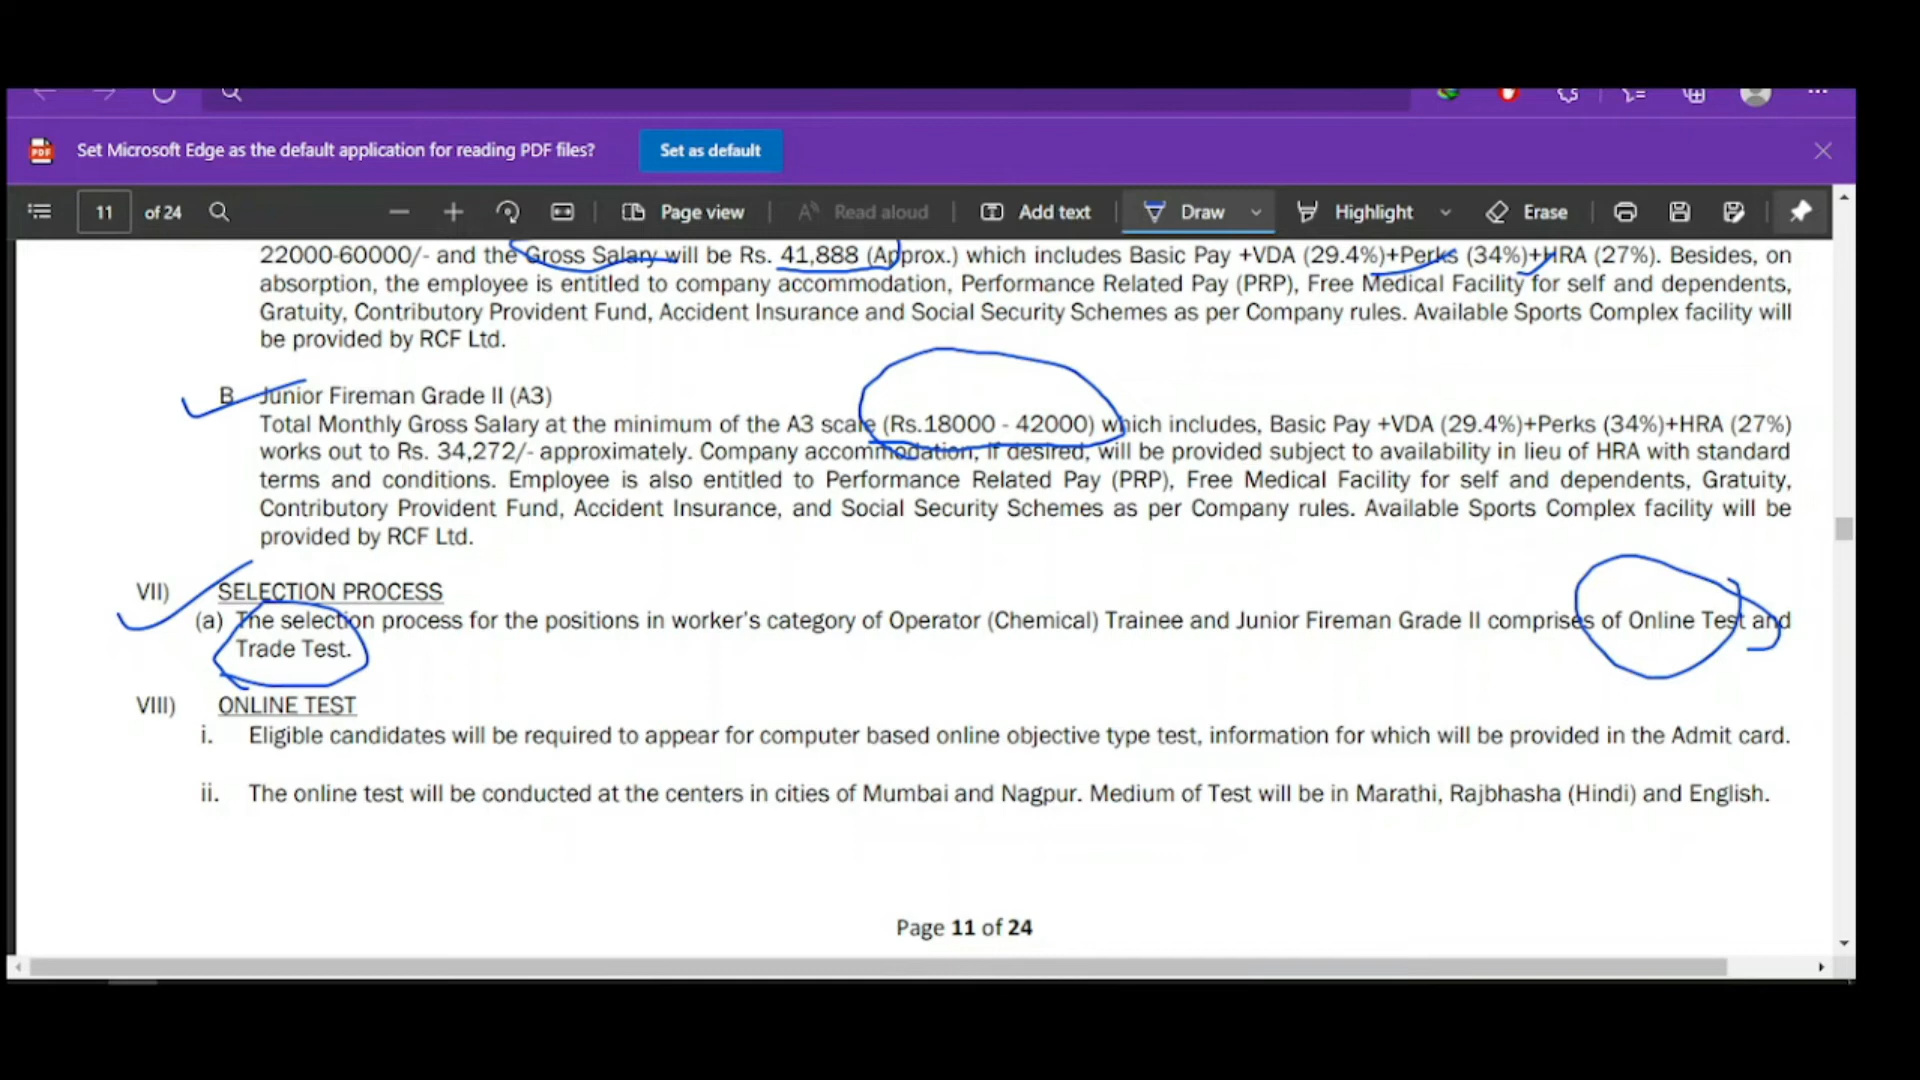 Set Microsoft Edge as the default application for reading PDF files?
Set as default
11 of 24
Page view
Read aloud
Add text
Draw
Highlight
Erase
22000-60000/- and the Gross Salary will be Rs. 41,888 (Approx.) which includes Basic Pay +VDA (29.4%)+Perks (34%)+HRA (27%). Besides, on
absorption, the employee is entitled to company accommodation, Performance Related Pay (PRP), Free Medical Facility for self and dependents,
Gratuity, Contributory Provident Fund, Accident Insurance and Social Security Schemes as per Company rules. Available Sports Complex facility will
be provided by RCF Ltd.
B. Junior Fireman Grade II (A3)
Total Monthly Gross Salary at the minimum of the A3 scale (Rs.18000 - 42000) which includes, Basic Pay +VDA (29.4%)+Perks (34%)+HRA (27%)
works out to Rs. 34,272/- approximately. Company accommodation, if desired, will be provided subject to availability in lieu of HRA with standard
terms and conditions. Employee is also entitled to Performance Related Pay (PRP), Free Medical Facility for self and dependents, Gratuity,
Contributory Provident Fund, Accident Insurance, and Social Security Schemes as per Company rules. Available Sports Complex facility will be
provided by RCF Ltd.
VII) SELECTION PROCESS
(a) The selection process for the positions in worker's category of Operator (Chemical) Trainee and Junior Fireman Grade II comprises of Online Test and
Trade Test.
VIII) ONLINE TEST
i. Eligible candidates will be required to appear for computer based online objective type test, information for which will be provided in the Admit card.
ii. The online test will be conducted at the centers in cities of Mumbai and Nagpur. Medium of Test will be in Marathi, Rajbhasha (Hindi) and English.
Page 11 of 24